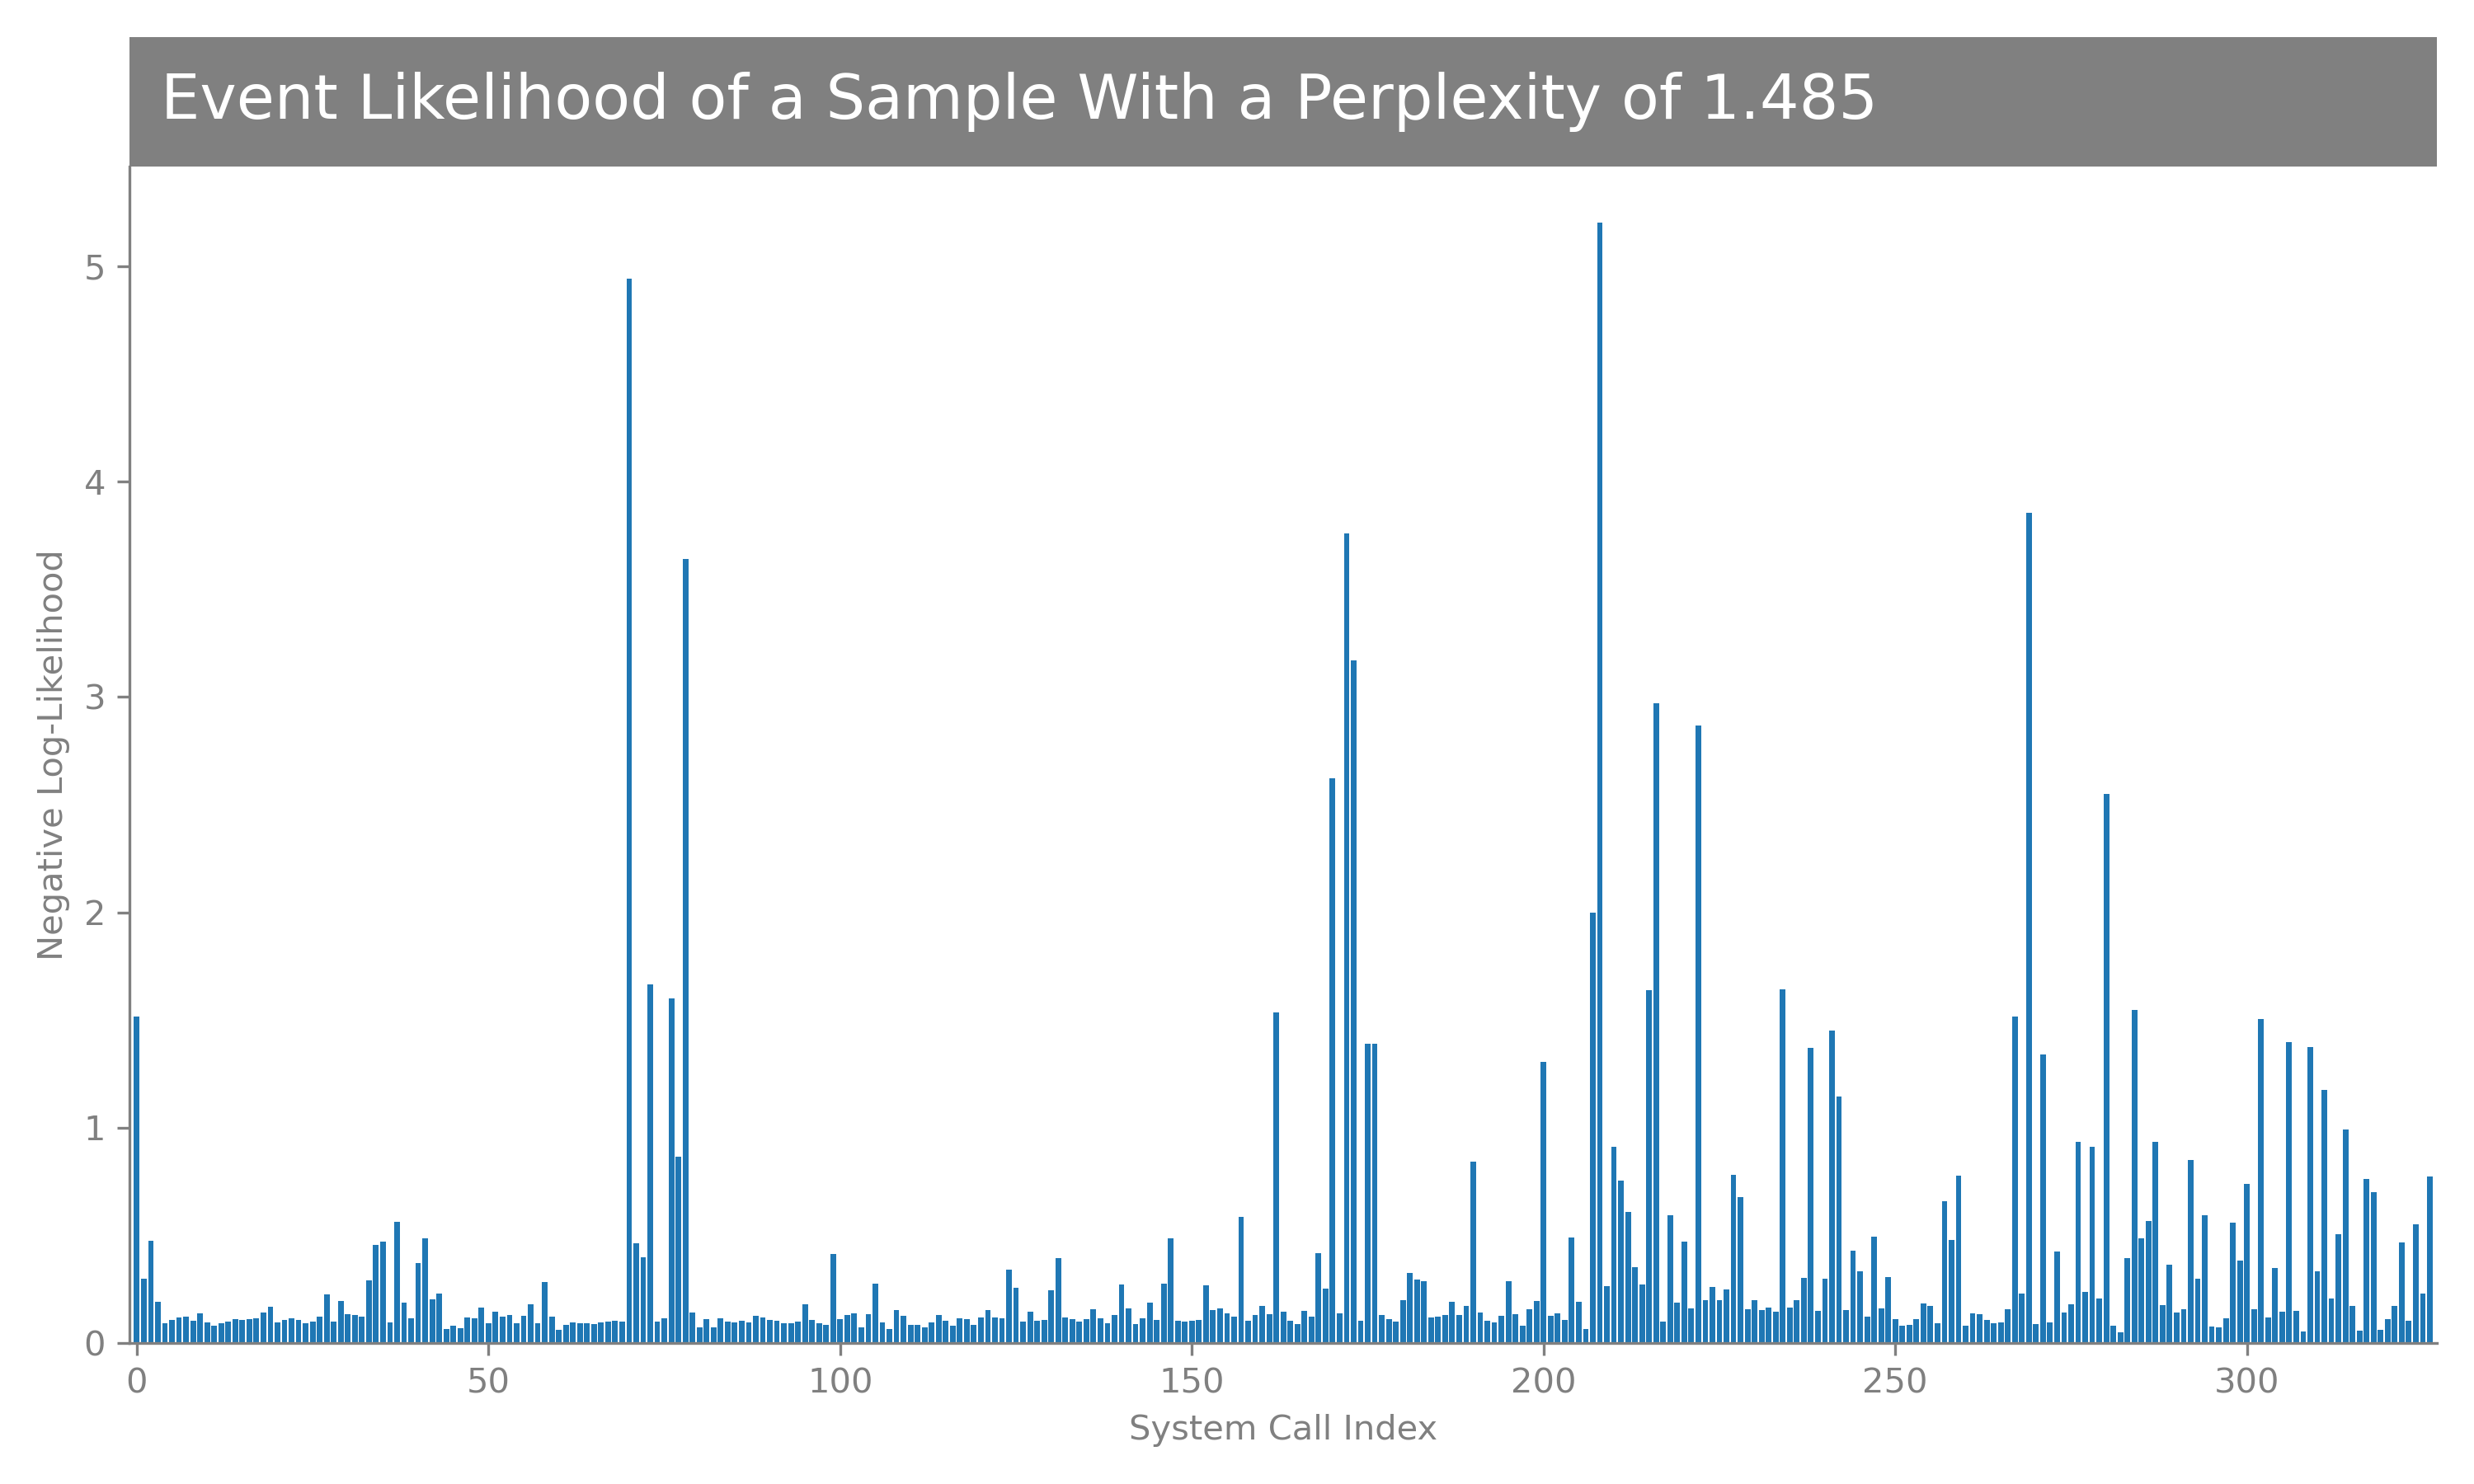 Event Likelihood of a Sample With a Perplexity of 1.485
5
4
3
2
1
0
Negative Log-Likelihood
0 50 100 150 200 250 300
System Call Index